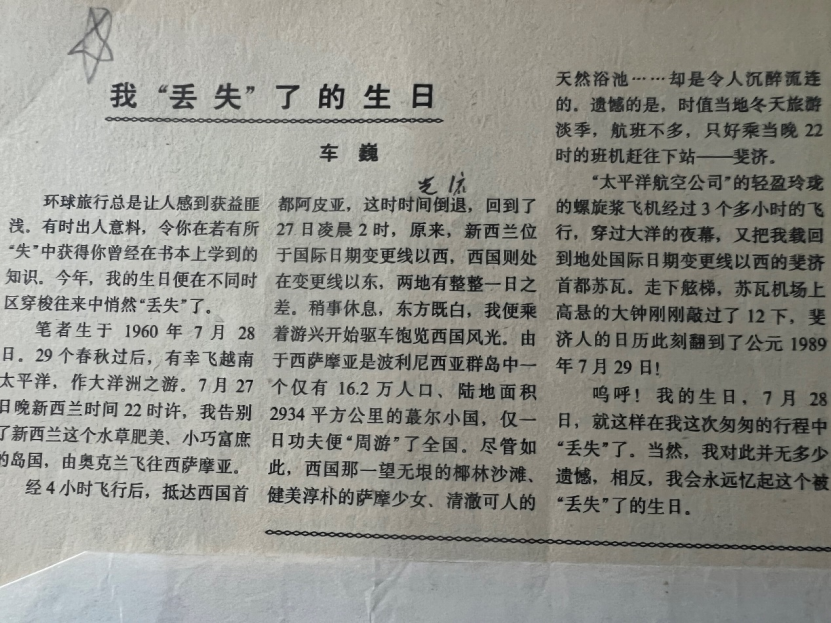 我“丢失”了的生日
车巍
环球旅行总是让人感到获益匪
浅。有时出人意料，令你在若有所
“失”中获得你曾经在书本上学到的
知识。今年，我的生日便在不同时
区穿梭往来中悄然“丢失”了。
笔者生于 1960 年 7 月 28
日。29 个春秋过后，有幸飞越南
太平洋，作大洋洲之游。7 月 27
日晚新西兰时间 22 时许，我告别
了新西兰这个水草肥美、小巧富庶
的岛国，由奥克兰飞往西萨摩亚。
经 4 小时飞行后，抵达西国首
都阿皮亚，这时时间倒退，回到了
27 日凌晨 2 时，原来，新西兰位
于国际日期变更线以西，西国则处
在变更线以东，两地有整整一日之
差。稍事休息，东方既白，我便乘
着游兴开始驱车饱览西国风光。由
于西萨摩亚是波利尼西亚群岛中一
个仅有 16.2 万人口、陆地面积
2934 平方公里的蕞尔小国，仅一
日功夫便“周游”了全国。尽管如
此，西国那一望无垠的椰林沙滩、
健美淳朴的萨摩少女、清澈可人的
天然浴池……却是令人沉醉流连
的。遗憾的是，时值当地冬天旅游
淡季，航班不多，只好乘当晚 22
时的班机赶往下站——斐济。
“太平洋航空公司”的轻盈玲珑
的螺旋桨飞机经过 3 个多小时的飞
行，穿过大洋的夜幕，又把我载回
到地处国际日期变更线以西的斐济
首都苏瓦。走下舷梯，苏瓦机场上
高悬的大钟刚刚敲过了 12 下，斐
济人的日历此刻翻到了公元 1989
年 7 月 29 日！
呜呼！我的生日，7 月 28
日，就这样在我这次匆匆的行程中
“丢失”了。当然，我对此并无多少
遗憾，相反，我会永远忆起这个被
“丢失”了的生日。